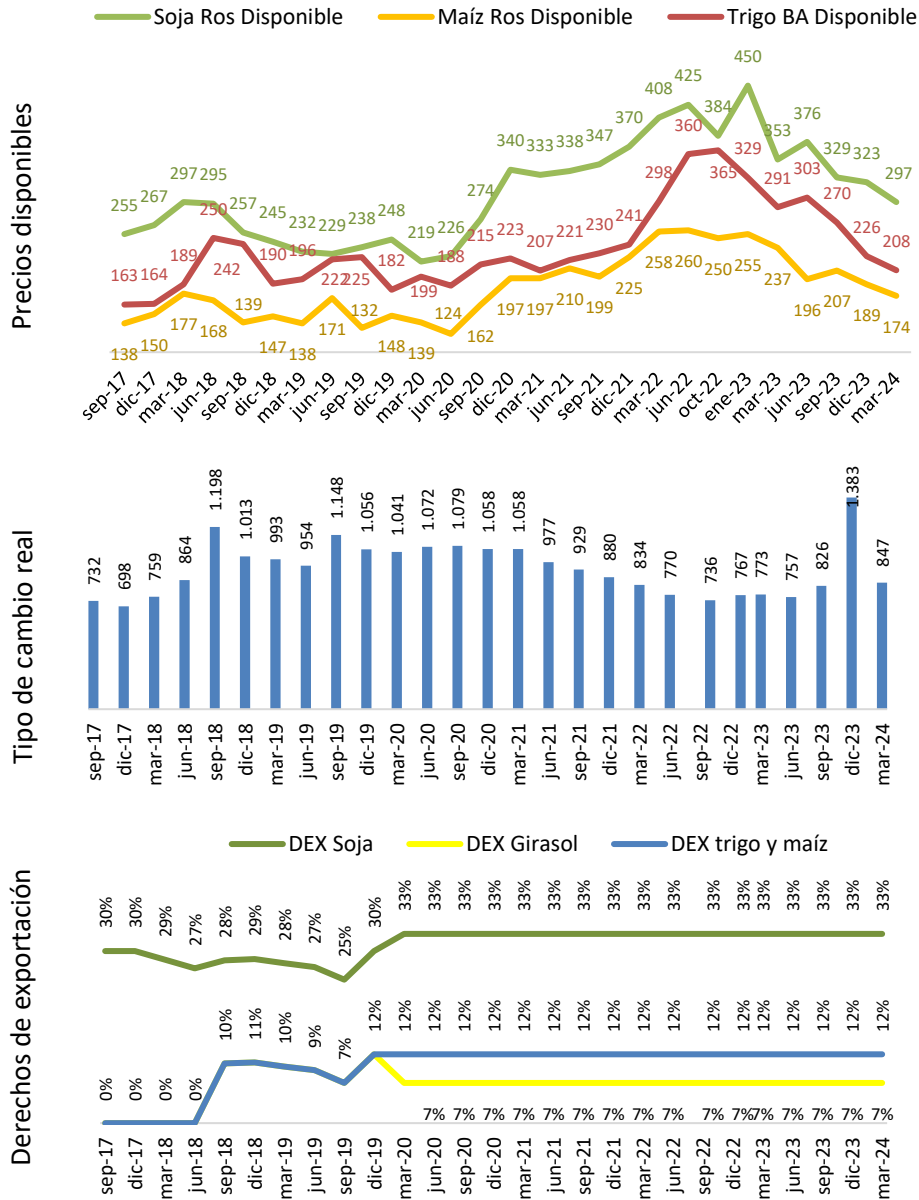 Soja Ros Disponible Maíz Ros Disponible Trigo BA Disponible
Precios disponibles
255 267 297 295 257 245 232 229 238 248 219 226 274 340 333 338 347 370 408 425 384 450 353 376 329 323 297
163 164 189 250 242 190 196 222 225 182 199 188 215 223 207 221 230 241 298 360 365 329 291 303 270 226 208
138 150 177 168 139 147 138 171 132 148 139 124 162 197 197 210 199 225 258 260 250 255 237 196 207 189 174
sep-17 dic-17 mar-18 jun-18 sep-18 dic-18 mar-19 jun-19 sep-19 dic-19 mar-20 jun-20 sep-20 dic-20 mar-21 jun-21 sep-21 dic-21 mar-22 jun-22 oct-22 ene-23 mar-23 jun-23 sep-23 dic-23 mar-24
Tipo de cambio real
732 698 759 864 1.198 1.013 993 954 1.148 1.056 1.041 1.072 1.079 1.058 1.058 977 929 880 834 770 736 767 773 757 826 1.383 847
sep-17 dic-17 mar-18 jun-18 sep-18 dic-18 mar-19 jun-19 sep-19 dic-19 mar-20 jun-20 sep-20 dic-20 mar-21 jun-21 sep-21 dic-21 mar-22 jun-22 sep-22 dic-22 mar-23 jun-23 sep-23 dic-23 mar-24
DEX Soja DEX Girasol DEX trigo y maíz
Derechos de exportación
30% 30% 29% 27% 28% 29% 28% 27% 25% 30% 33% 33% 33% 33% 33% 33% 33% 33% 33% 33% 33% 33% 33% 33% 33% 33% 33%
0% 0% 0% 0% 10% 11% 10% 9% 7% 12% 12% 12% 12% 12% 12% 12% 12% 12% 12% 12% 12% 12% 12% 12% 12% 12% 12%
7% 7% 7% 7% 7% 7% 7% 7% 7% 7% 7% 7% 7% 7% 7% 7%
sep-17 dic-17 mar-18 jun-18 sep-18 dic-18 mar-19 jun-19 sep-19 dic-19 mar-20 jun-20 sep-20 dic-20 mar-21 jun-21 sep-21 dic-21 mar-22 jun-22 sep-22 dic-22 mar-23 jun-23 sep-23 dic-23 mar-24